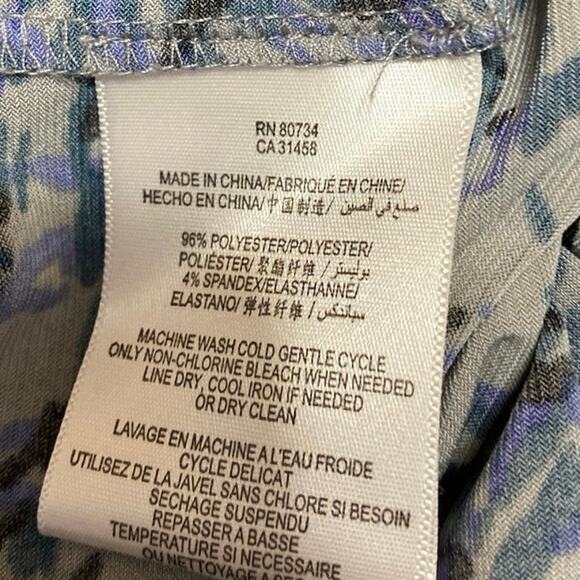 RN 80734
CA 31458
MADE IN CHINA/FABRIQUÉ EN CHINE/
HECHO EN CHINA/中国制造/ صنع في الصين
96% POLYESTER/POLYESTER/
POLIÉSTER/ 聚酯纤维 / بوليستر/
4% SPANDEX/ELASTHANNE/
ELASTANO/ 弹性纤维 / سباندكس
MACHINE WASH COLD GENTLE CYCLE
ONLY NON-CHLORINE BLEACH WHEN NEEDED
LINE DRY, COOL IRON IF NEEDED
OR DRY CLEAN
LAVAGE EN MACHINE A L'EAU FROIDE
CYCLE DELICAT
UTILISEZ DE LA JAVEL SANS CHLORE SI BESOIN
SECHAGE SUSPENDU
REPASSER A BASSE
TEMPERATURE SI NECESSAIRE
OU NETTOYAGE A SE